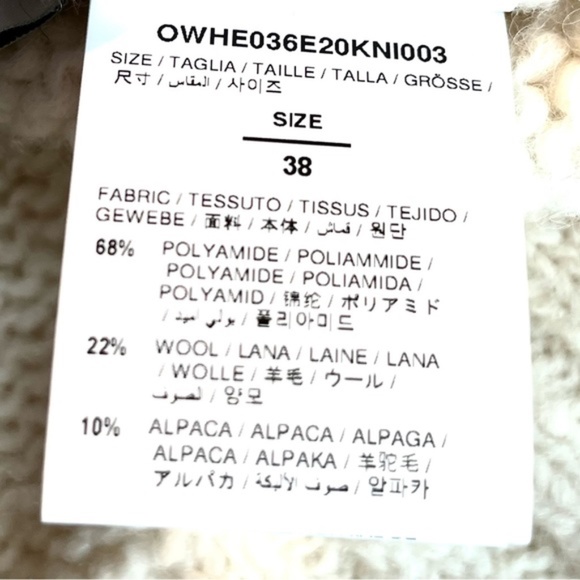 OWHE036E20KNI003
SIZE / TAGLIA / TAILLE / TALLA / GRÖSSE /
尺寸 / المقاس / 사이즈
SIZE
38
FABRIC / TESSUTO / TISSUS / TEJIDO /
GEWEBE / 面料 / 本体 / قماش / 원단
68% POLYAMIDE / POLIAMMIDE /
POLYAMIDE / POLIAMIDA /
POLYAMID / 锦纶 / ポリアミド
/ بولي اميد / 폴리아미드
22% WOOL / LANA / LAINE / LANA
/ WOLLE / 羊毛 / ウール /
الصوف / 양모
10% ALPACA / ALPACA / ALPAGA /
ALPACA / ALPAKA / 羊驼毛 /
アルパカ / صوف الألبكة / 알파카